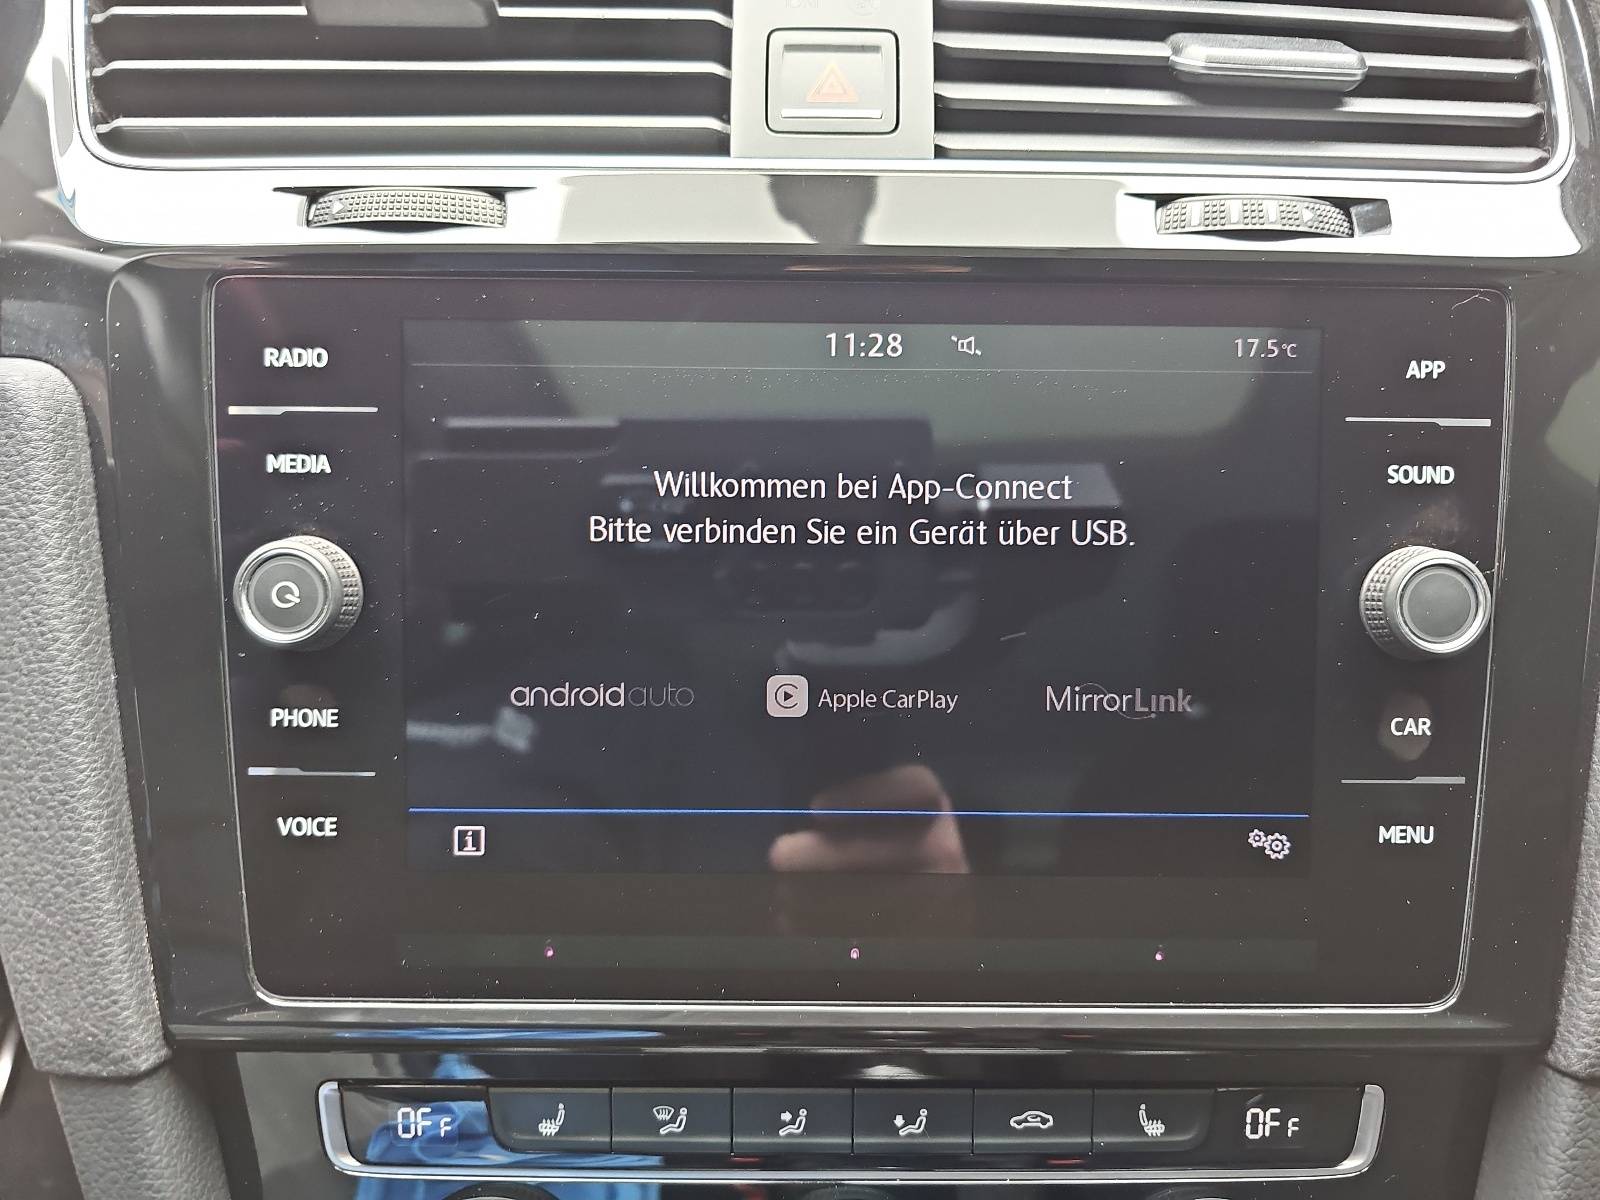 11:28
17.5°C
RADIO
APP
MEDIA
SOUND
Willkommen bei App-Connect
Bitte verbinden Sie ein Gerät über USB.
androidauto
Apple CarPlay
MirrorLink
PHONE
CAR
VOICE
i
MENU
OFF
OFF